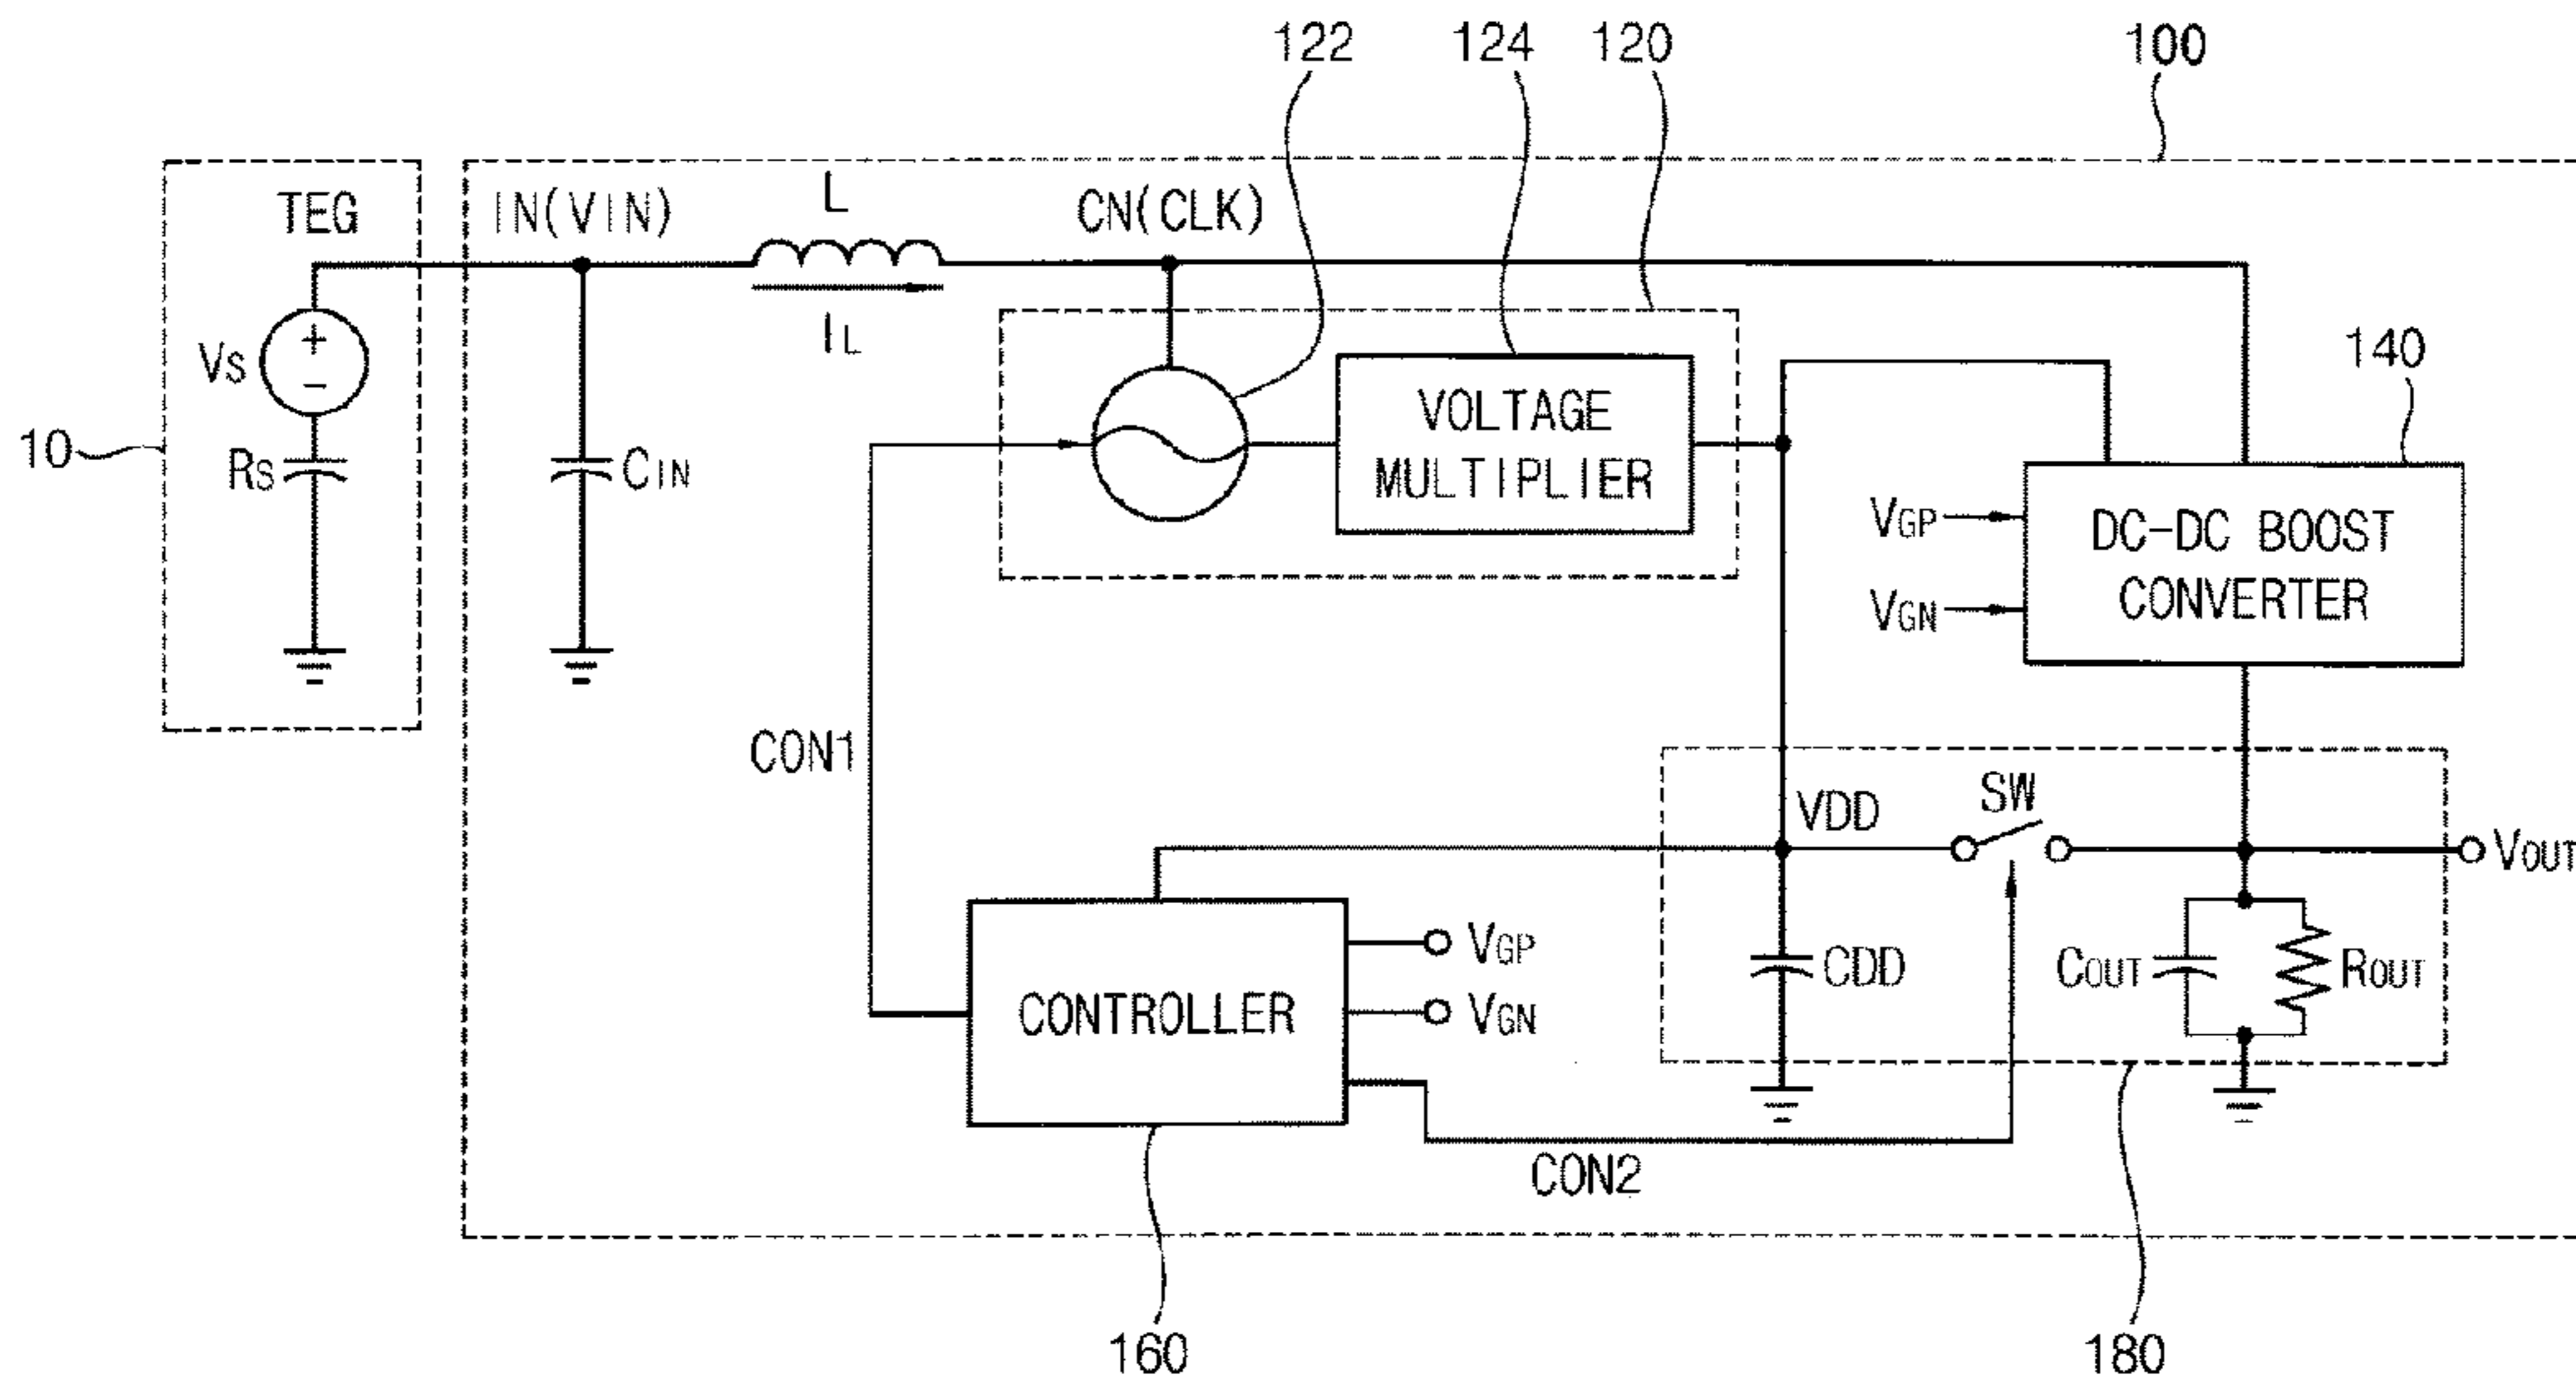 122 124 120 100
TEG IN(VIN) L CN(CLK)
IL
VS + −
140
10
RS CIN
VOLTAGE
MULTIPLIER
VGP
DC-DC BOOST
CONVERTER
VGN
CON1
SW
VDD
VOUT
VGP
CDD COUT ROUT
CONTROLLER
VGN
CON2
160 180